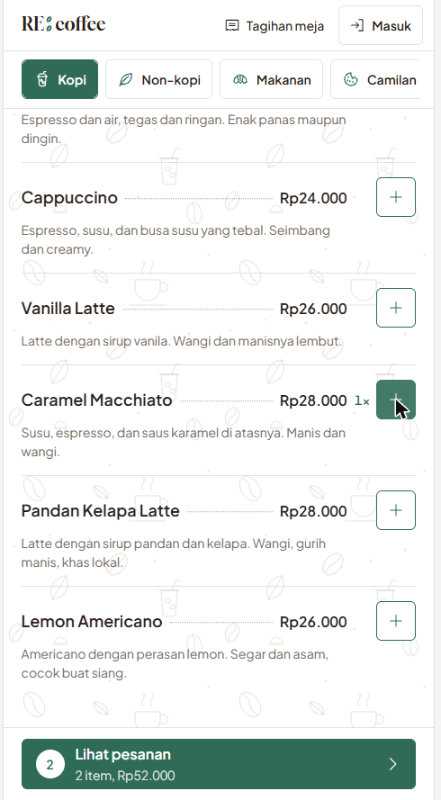 RE: coffee
Tagihan meja
Masuk
Kopi
Non-kopi
Makanan
Camilan
Espresso dan air, tegas dan ringan. Enak panas maupun
dingin.
Cappuccino Rp24.000 +
Espresso, susu, dan busa susu yang tebal. Seimbang
dan creamy.
Vanilla Latte Rp26.000 +
Latte dengan sirup vanila. Wangi dan manisnya lembut.
Caramel Macchiato Rp28.000 1× +
Susu, espresso, dan saus karamel di atasnya. Manis dan
wangi.
Pandan Kelapa Latte Rp28.000 +
Latte dengan sirup pandan dan kelapa. Wangi, gurih
manis, khas lokal.
Lemon Americano Rp26.000 +
Americano dengan perasan lemon. Segar dan asam,
cocok buat siang.
2
Lihat pesanan
2 item, Rp52.000